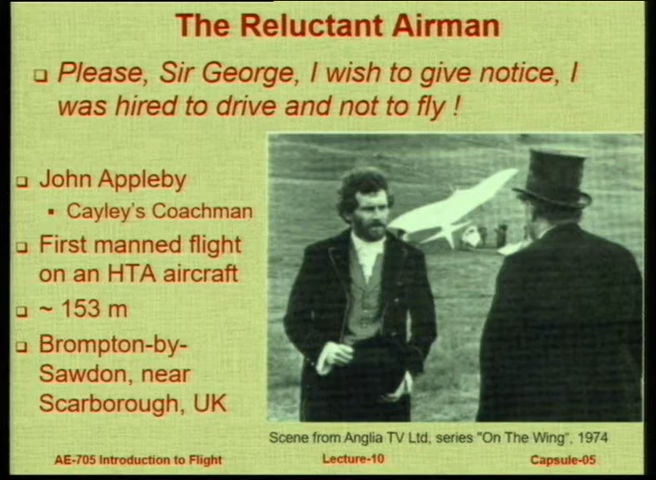 The Reluctant Airman
Please, Sir George, I wish to give notice, I
was hired to drive and not to fly !
John Appleby
Cayley's Coachman
First manned flight
on an HTA aircraft
~ 153 m
Brompton-by-
Sawdon, near
Scarborough, UK
Scene from Anglia TV Ltd, series "On The Wing", 1974
AE-705 Introduction to Flight
Lecture-10
Capsule-05